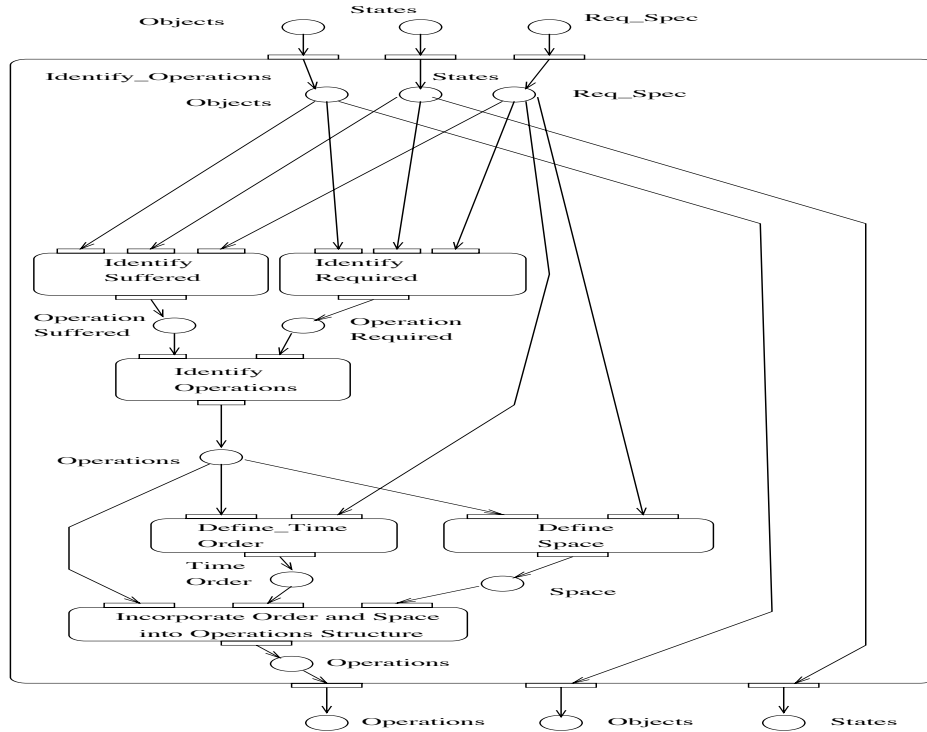 Objects
States
Req_Spec
Identify_Operations
States
Objects
Req_Spec
Identify
Suffered
Identify
Required
Operation
Suffered
Operation
Required
Identify
Operations
Operations
Define_Time
Order
Define
Space
Time
Order
Space
Incorporate Order and Space
into Operations Structure
Operations
Operations
Objects
States